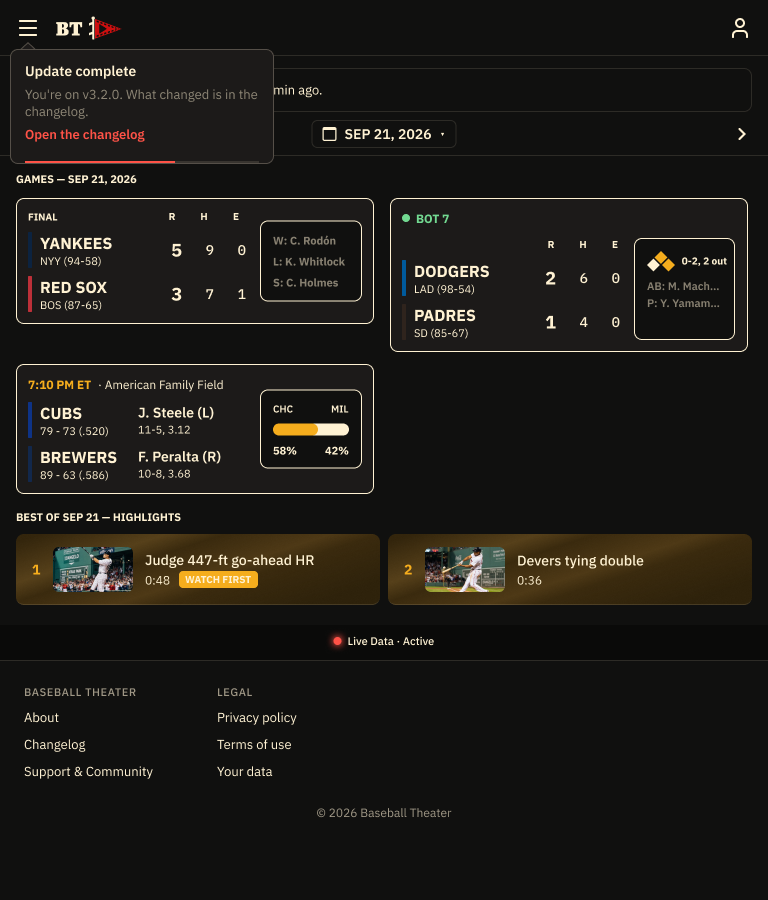 BT
Update complete
You're on v3.2.0. What changed is in the
changelog.
Open the changelog
min ago.
SEP 21, 2026
GAMES — SEP 21, 2026
FINAL R H E
YANKEES 5 9 0
NYY (94-58)
RED SOX 3 7 1
BOS (87-65)
W: C. Rodón
L: K. Whitlock
S: C. Holmes
BOT 7
R H E
DODGERS 2 6 0
LAD (98-54)
PADRES 1 4 0
SD (85-67)
0-2, 2 out
AB: M. Mach...
P: Y. Yamam...
7:10 PM ET · American Family Field
CUBS J. Steele (L)
79 - 73 (.520) 11-5, 3.12
BREWERS F. Peralta (R)
89 - 63 (.586) 10-8, 3.68
CHC MIL
58% 42%
BEST OF SEP 21 — HIGHLIGHTS
1 Judge 447-ft go-ahead HR
0:48 WATCH FIRST
2 Devers tying double
0:36
Live Data · Active
BASEBALL THEATER LEGAL
About Privacy policy
Changelog Terms of use
Support & Community Your data
© 2026 Baseball Theater